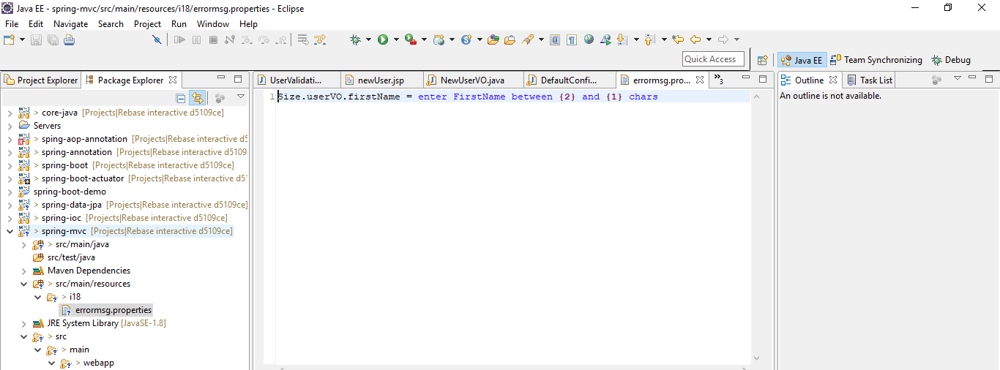 Java EE - spring-mvc/src/main/resources/i18/errormsg.properties - Eclipse
File Edit Navigate Search Project Run Window Help
Quick Access
Java EE
Team Synchronizing
Debug
Project Explorer
Package Explorer
UserValidati...
newUser.jsp
NewUserVO.java
DefaultConfi...
errormsg.pro...
»3
Outline
Task List
1 Size.userVO.firstName = enter FirstName between {2} and {1} chars
An outline is not available.
> core-java [Projects|Rebase interactive d5109ce]
Servers
> sping-aop-annotation [Projects|Rebase interactive d5
> spring-annotation [Projects|Rebase interactive d5109
> spring-boot [Projects|Rebase interactive d5109ce]
> spring-boot-actuator [Projects|Rebase interactive d51
spring-boot-demo
> spring-data-jpa [Projects|Rebase interactive d5109ce]
> spring-ioc [Projects|Rebase interactive d5109ce]
> spring-mvc [Projects|Rebase interactive d5109ce]
> src/main/java
src/test/java
Maven Dependencies
> src/main/resources
> i18
errormsg.properties
JRE System Library [JavaSE-1.8]
> src
> main
> webapp